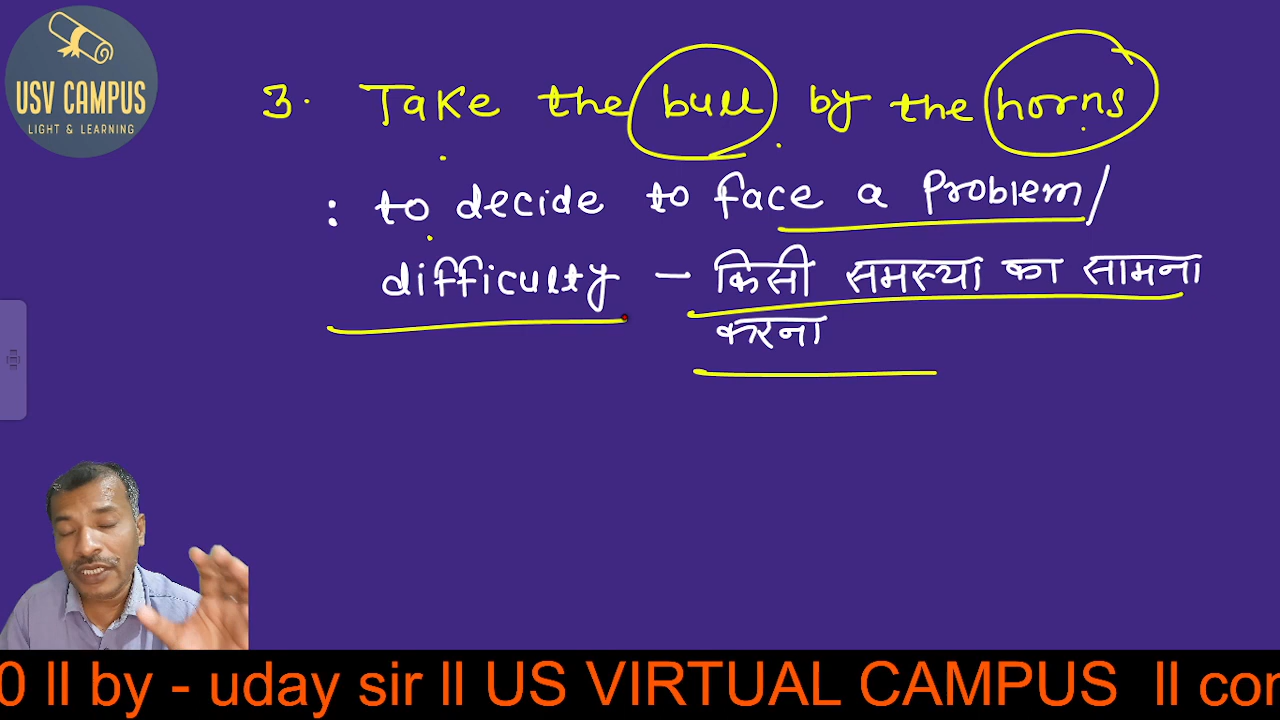 USV CAMPUS
LIGHT & LEARNING
3. Take the bull by the horns
: to decide to face a Problem/
difficulty – किसी समस्या का सामना
करना
0 ll by - uday sir ll US VIRTUAL CAMPUS ll cor